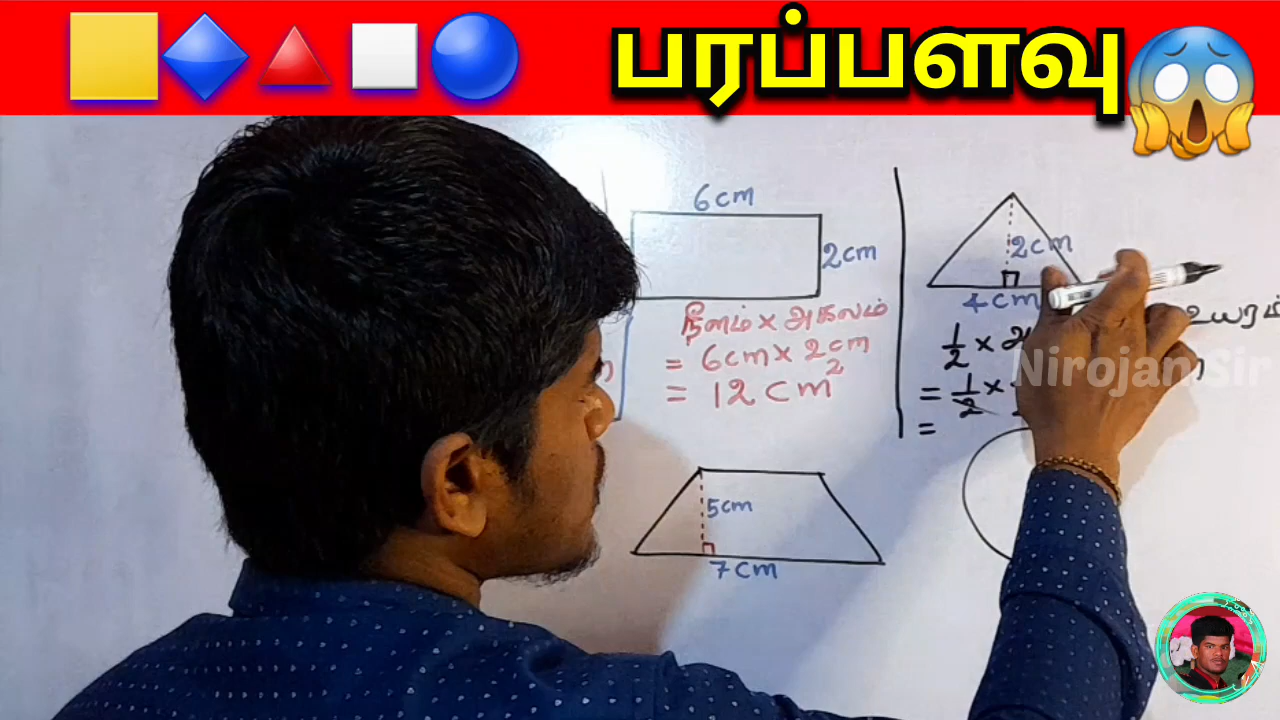 பரப்பளவு
6cm
2cm
நீளம் × அகலம்
= 6cm × 2cm
= 12 cm²
2cm
4cm
உயரம்
1/2 ×
= 1/2 ×
=
Nirojan Sir
5cm
7cm